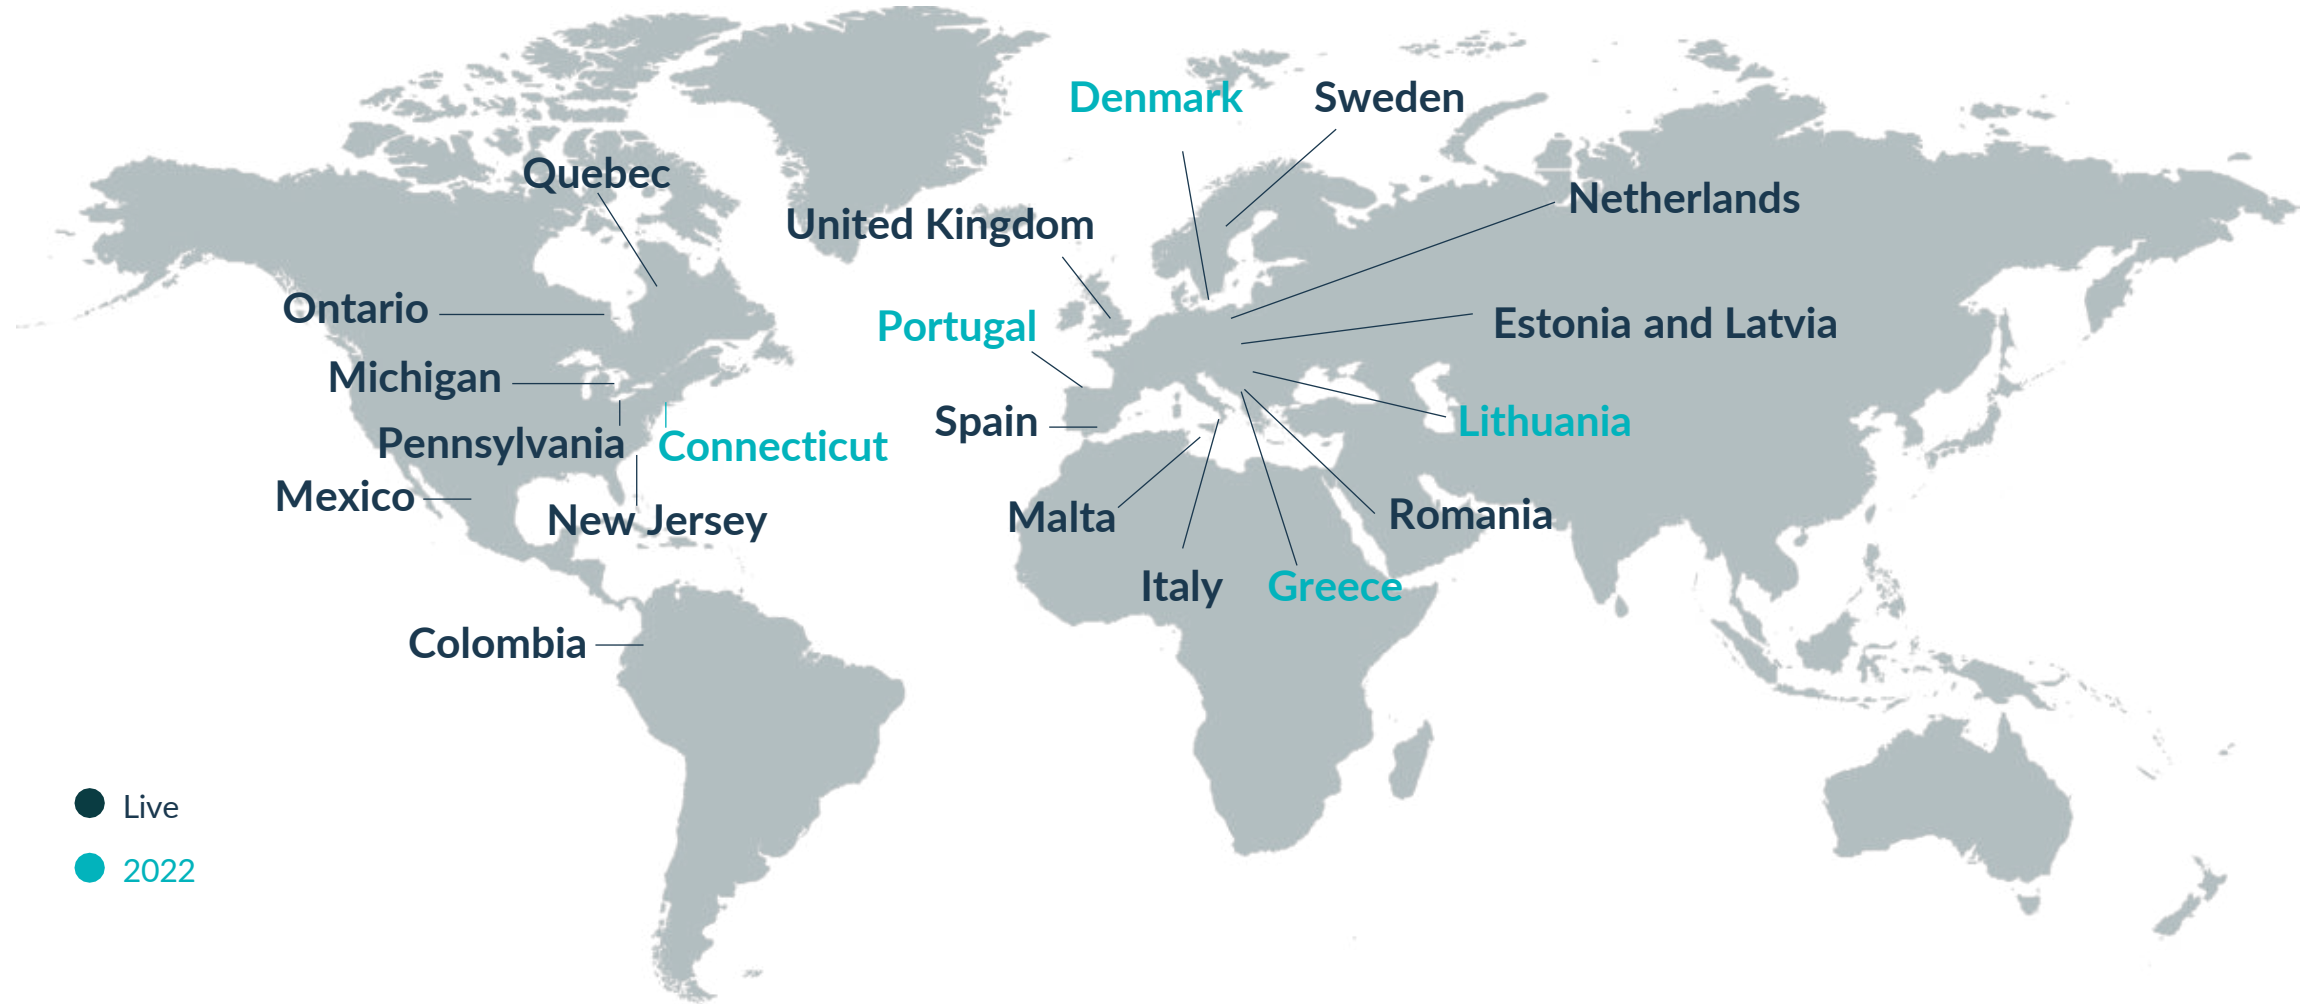 Denmark
Sweden
Quebec
Netherlands
United Kingdom
Ontario
Portugal
Estonia and Latvia
Michigan
Spain
Lithuania
Pennsylvania
Connecticut
Mexico
New Jersey
Malta
Romania
Italy
Greece
Colombia
Live
2022